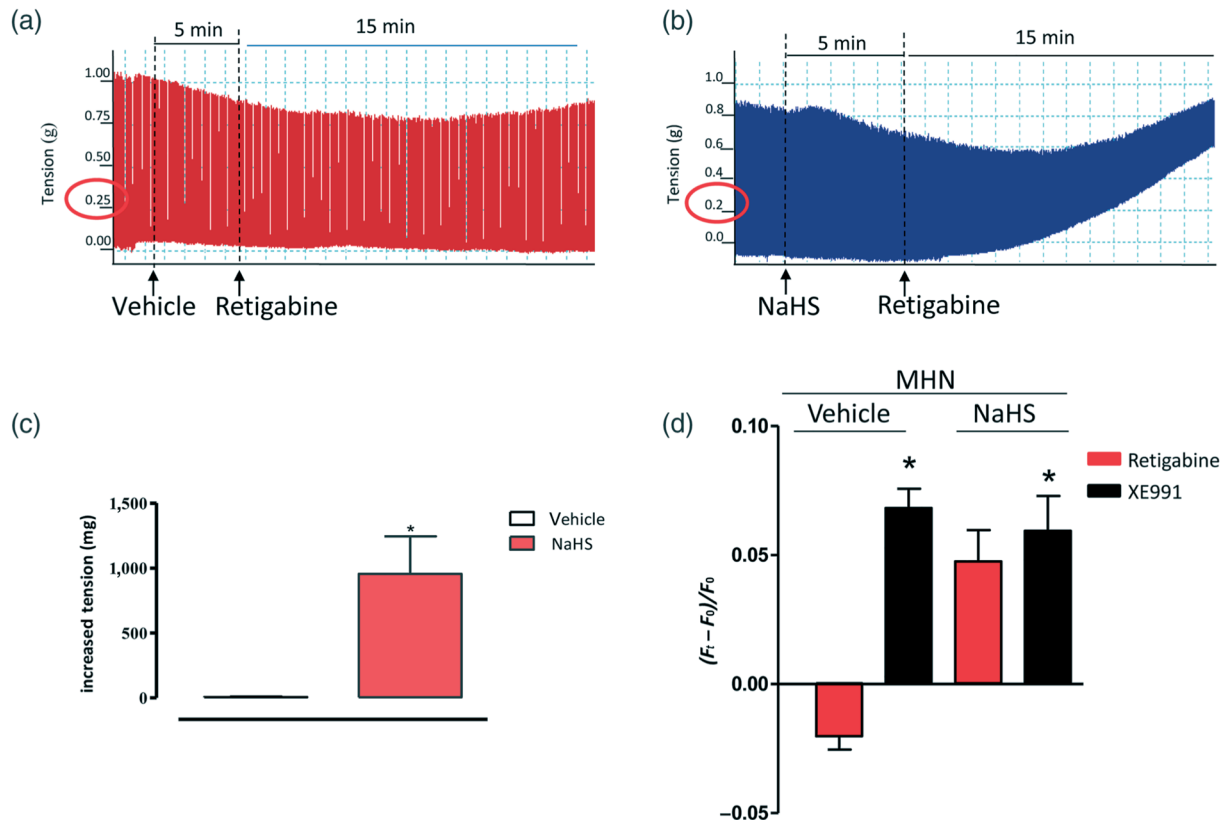 (a)
5 min
15 min
1.00
0.75
0.50
0.25
0.00
Tension (g)
Vehicle
Retigabine
(b)
5 min
15 min
1.0
0.8
0.6
0.4
0.2
0.0
Tension (g)
NaHS
Retigabine
(c)
1,500
1,000
500
0
increased tension (mg)
*
Vehicle
NaHS
(d)
MHN
Vehicle
NaHS
0.10
0.05
0.00
−0.05
(Ft − F0)/F0
*
*
Retigabine
XE991